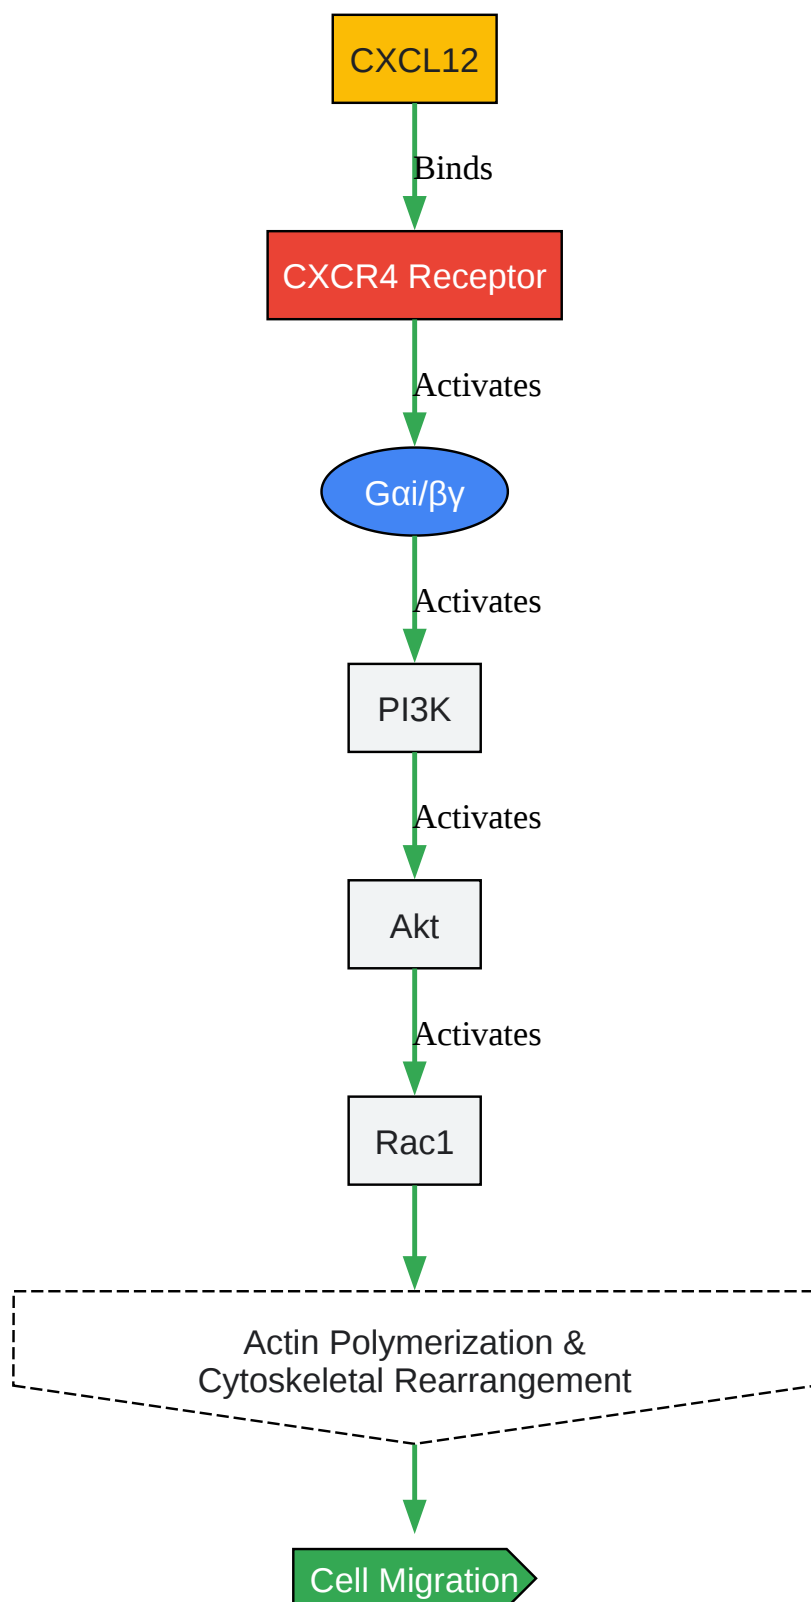 CXCL12
Binds
CXCR4 Receptor
Activates
Gαi/βγ
Activates
PI3K
Activates
Akt
Activates
Rac1
Actin Polymerization &
Cytoskeletal Rearrangement
Cell Migration